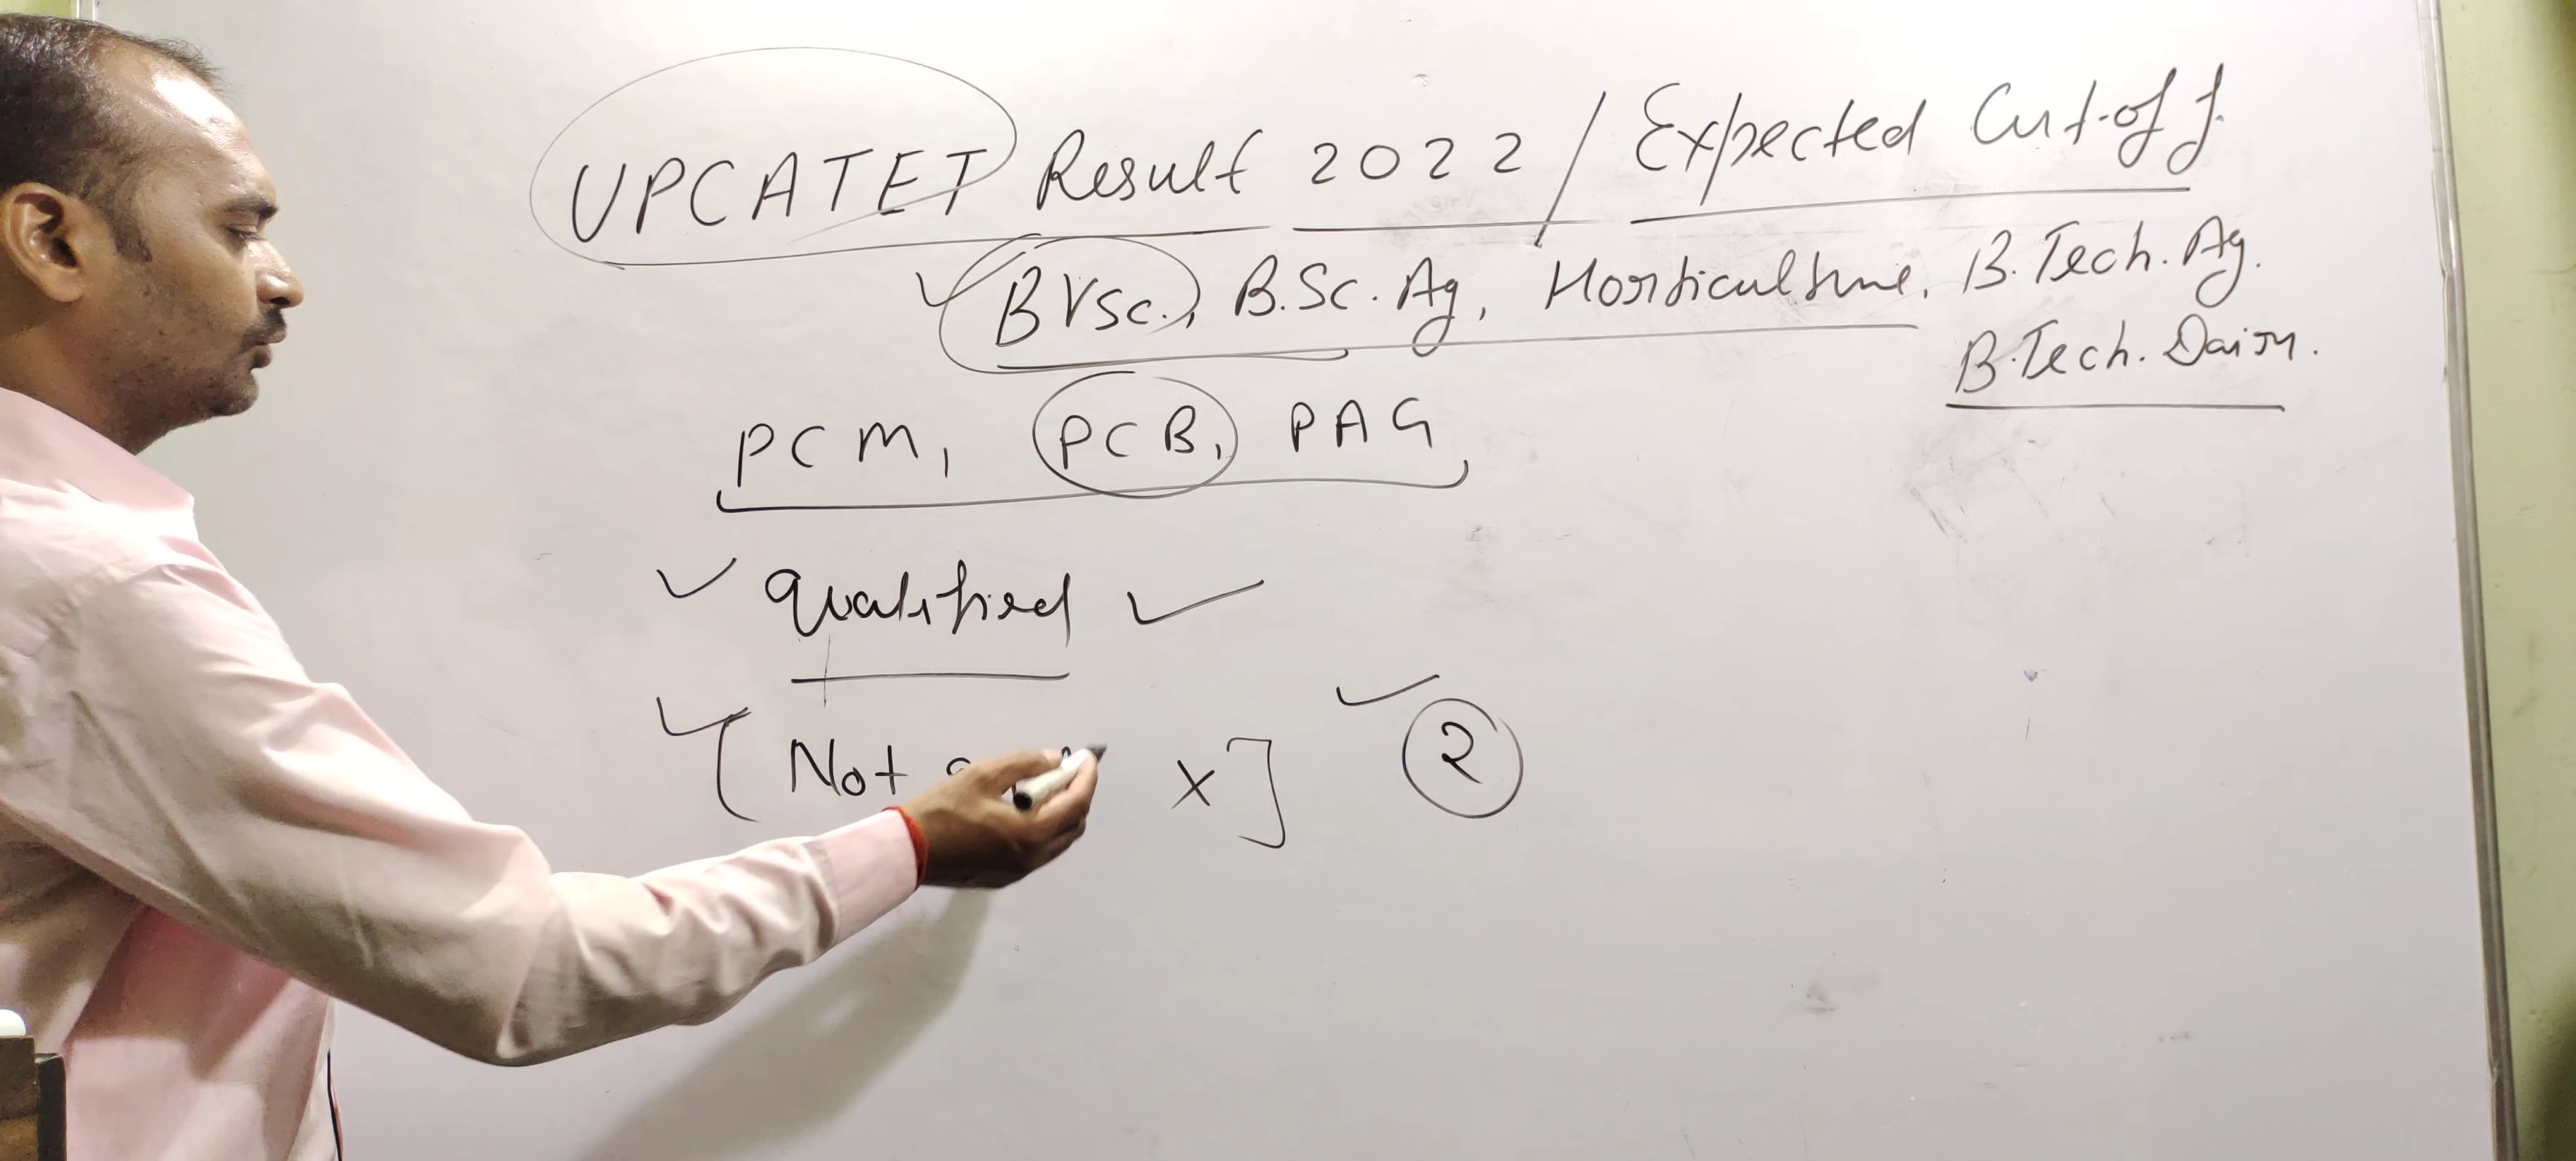 UPCATET Result 2022 / Expected Cut-off.
BVSc., B.Sc. Ag, Horticulture, B.Tech. Ag.
B.Tech. Dairy.
PCM, PCB, PAG
Qualified
[ Not x ] 2